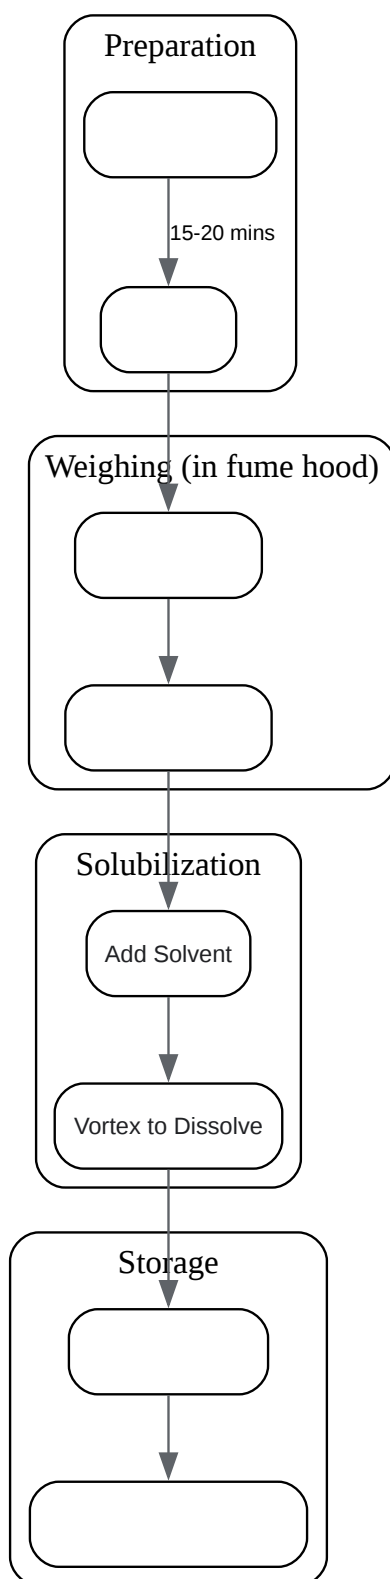 Preparation
15-20 mins
Weighing (in fume hood)
Solubilization
Add Solvent
Vortex to Dissolve
Storage